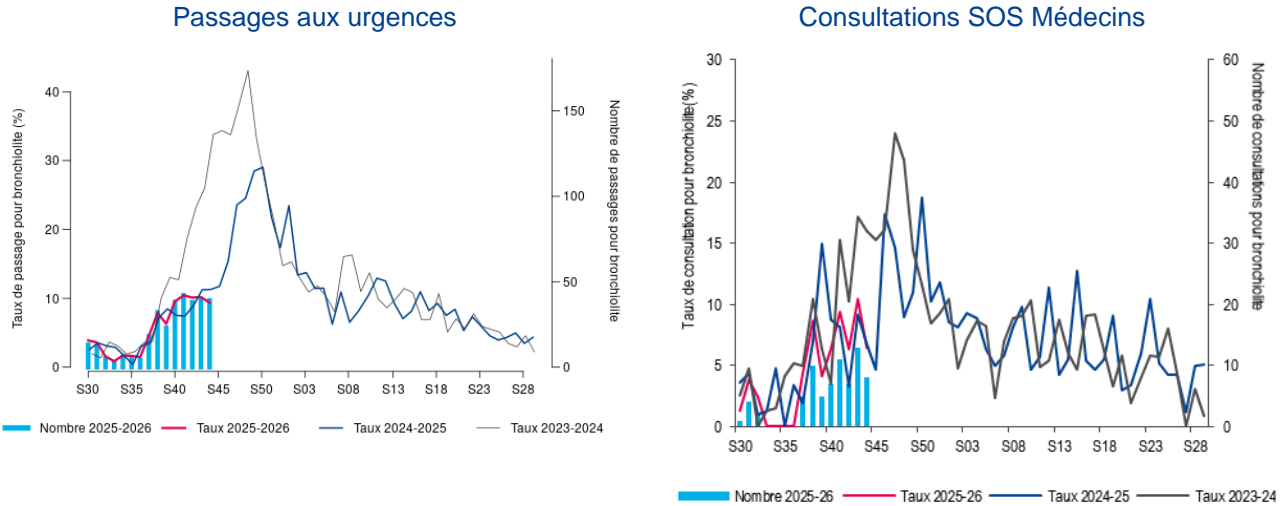 Passages aux urgences
Taux de passage pour bronchiolite (%)
40
30
20
10
0
150
100
50
0
Nombre de passages pour bronchiolite
S30 S35 S40 S45 S50 S03 S08 S13 S18 S23 S28
Nombre 2025-2026 Taux 2025-2026 Taux 2024-2025 Taux 2023-2024
Consultations SOS Médecins
Taux de consultation pour bronchiolite(%)
30
25
20
15
10
5
0
60
50
40
30
20
10
0
Nombre de consultations pour bronchiolite
S30 S35 S40 S45 S50 S03 S08 S13 S18 S23 S28
Nombre 2025-26 Taux 2025-26 Taux 2024-25 Taux 2023-24